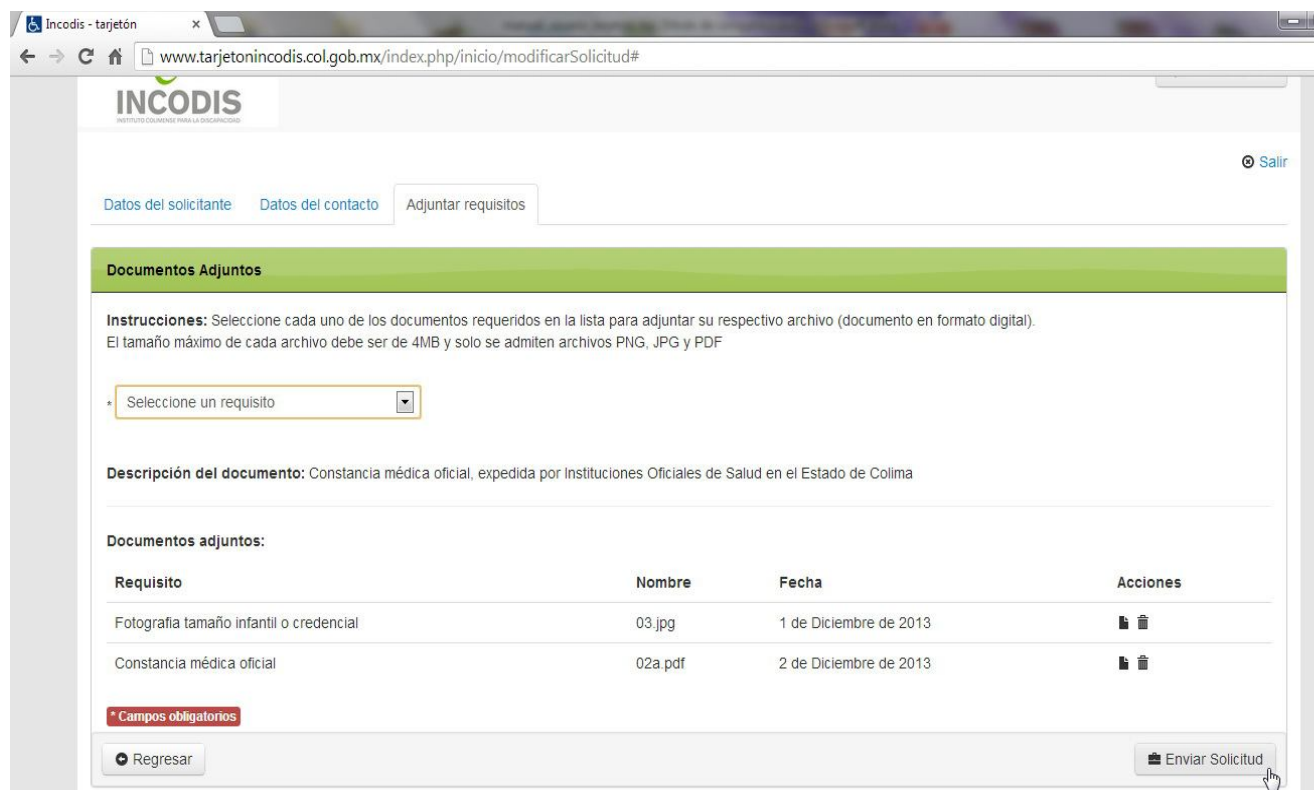 Incodis - tarjetón
www.tarjetonincodis.col.gob.mx/index.php/inicio/modificarSolicitud#
INCODIS
INSTITUTO COLIMENSE PARA LA DISCAPACIDAD
Salir
Datos del solicitante Datos del contacto Adjuntar requisitos
Documentos Adjuntos
Instrucciones: Seleccione cada uno de los documentos requeridos en la lista para adjuntar su respectivo archivo (documento en formato digital).
El tamaño máximo de cada archivo debe ser de 4MB y solo se admiten archivos PNG, JPG y PDF
* Seleccione un requisito
Descripción del documento: Constancia médica oficial, expedida por Instituciones Oficiales de Salud en el Estado de Colima
Documentos adjuntos:
Requisito Nombre Fecha Acciones
Fotografia tamaño infantil o credencial 03.jpg 1 de Diciembre de 2013
Constancia médica oficial 02a.pdf 2 de Diciembre de 2013
* Campos obligatorios
Regresar Enviar Solicitud